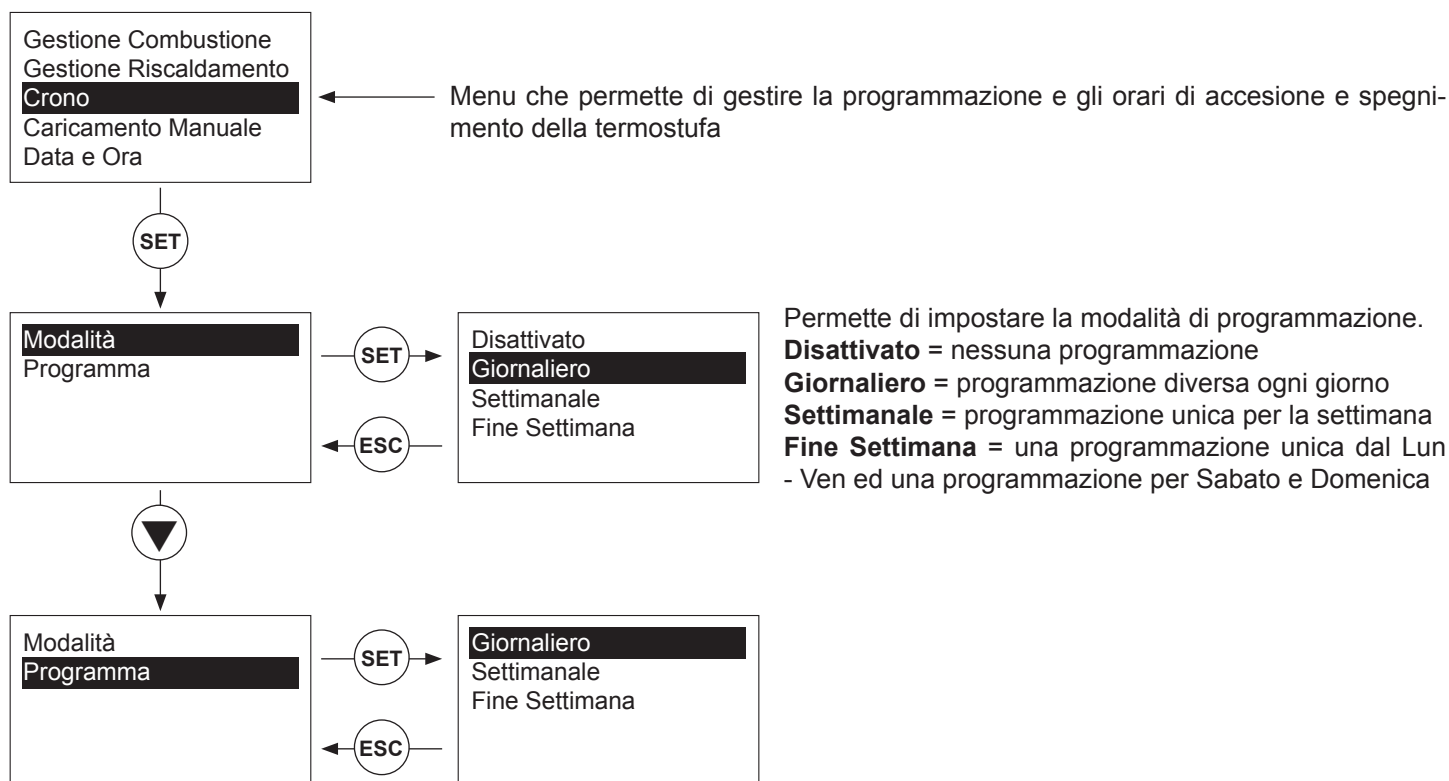 Gestione Combustione
Gestione Riscaldamento
Crono
Caricamento Manuale
Data e Ora
Menu che permette di gestire la programmazione e gli orari di accesione e spegni-
mento della termostufa
SET
Modalità
Programma
SET
ESC
Disattivato
Giornaliero
Settimanale
Fine Settimana
Permette di impostare la modalità di programmazione.
Disattivato = nessuna programmazione
Giornaliero = programmazione diversa ogni giorno
Settimanale = programmazione unica per la settimana
Fine Settimana = una programmazione unica dal Lun
- Ven ed una programmazione per Sabato e Domenica
Modalità
Programma
SET
ESC
Giornaliero
Settimanale
Fine Settimana